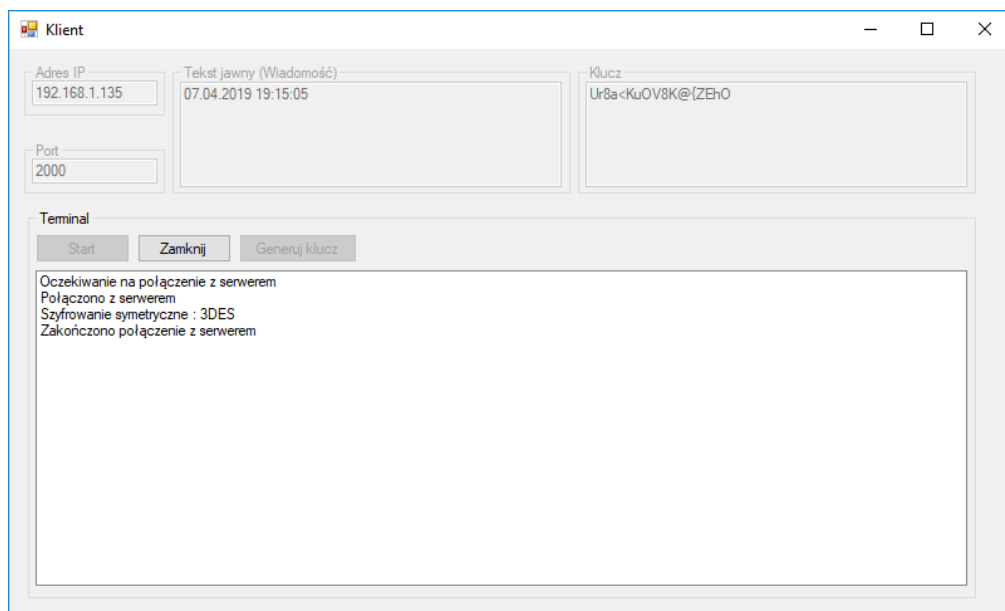 Klient
Adres IP
192.168.1.135
Tekst jawny (Wiadomość)
07.04.2019 19:15:05
Klucz
Ur8a<KuOV8K@{ZEhO
Port
2000
Terminal
Start
Zamknij
Generuj klucz
Oczekiwanie na połączenie z serwerem
Połączono z serwerem
Szyfrowanie symetryczne : 3DES
Zakończono połączenie z serwerem